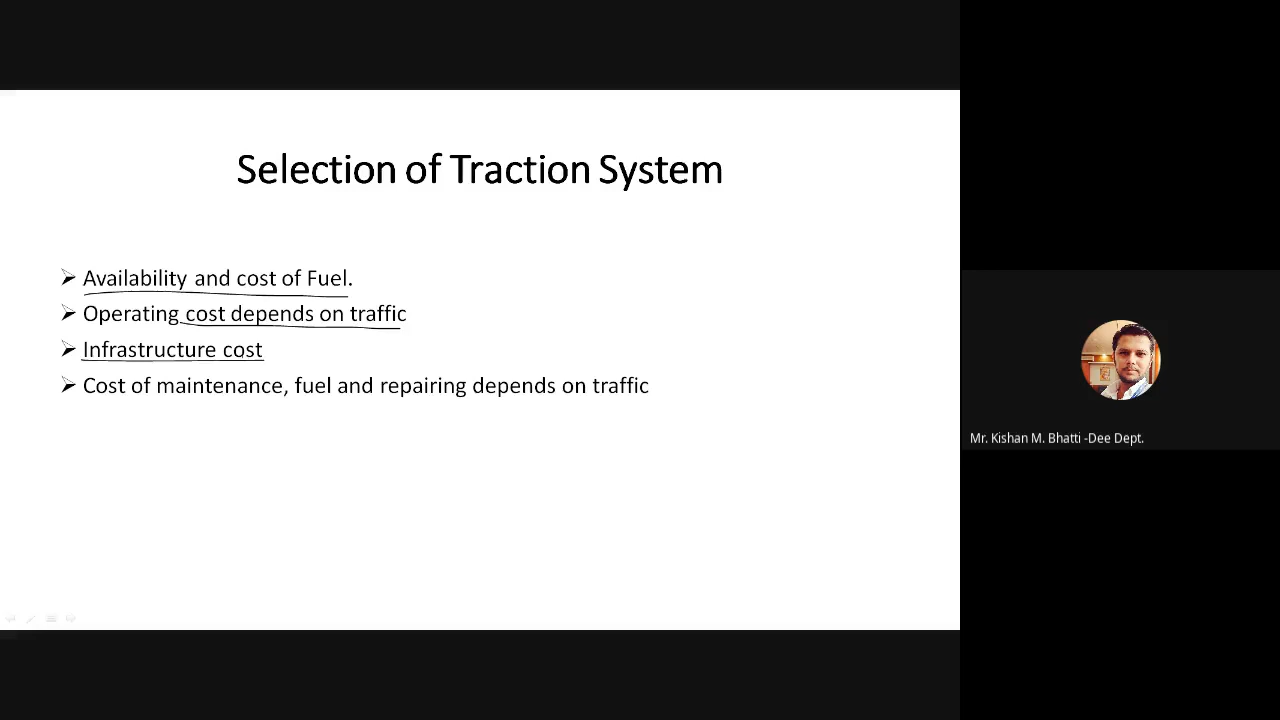 Selection of Traction System
➢ Availability and cost of Fuel.
➢ Operating cost depends on traffic
➢ Infrastructure cost
➢ Cost of maintenance, fuel and repairing depends on traffic
Mr. Kishan M. Bhatti -Dee Dept.